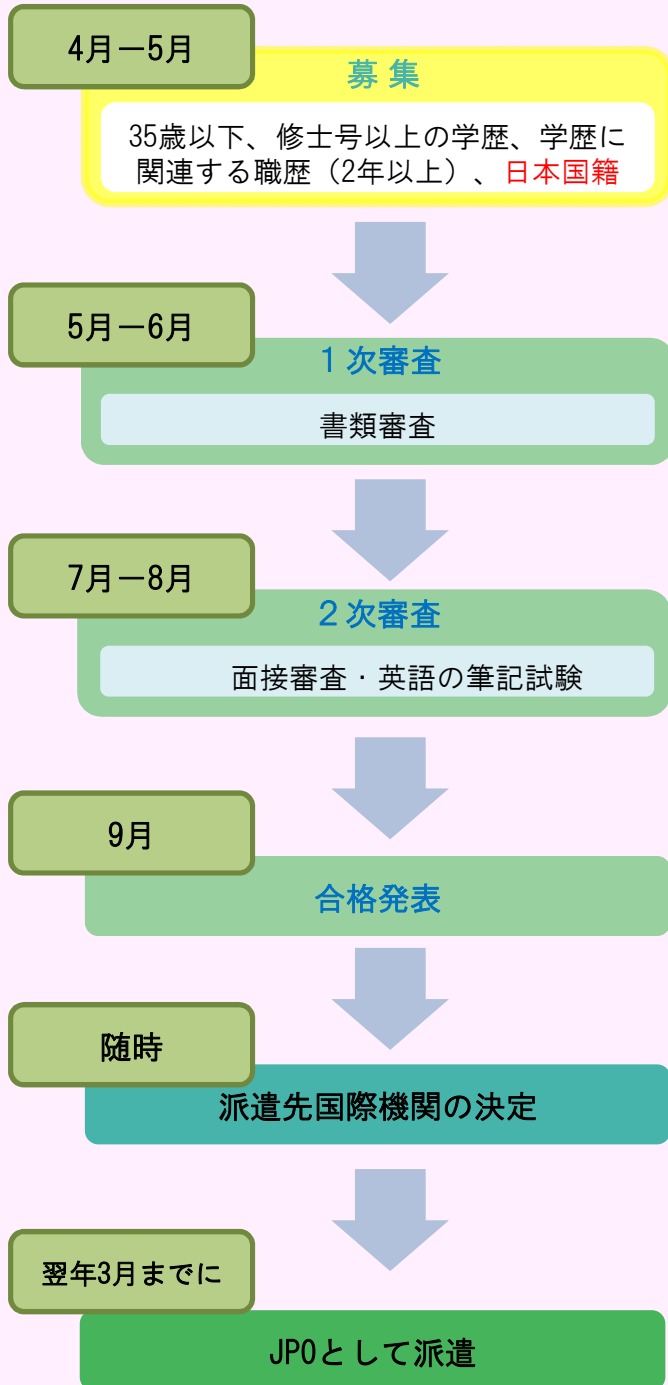 4月－5月
募 集
35歳以下、修士号以上の学歴、学歴に
関連する職歴（2年以上）、日本国籍
5月－6月
１次審査
書類審査
7月－8月
２次審査
面接審査・英語の筆記試験
9月
合格発表
随時
派遣先国際機関の決定
翌年3月までに
JPOとして派遣